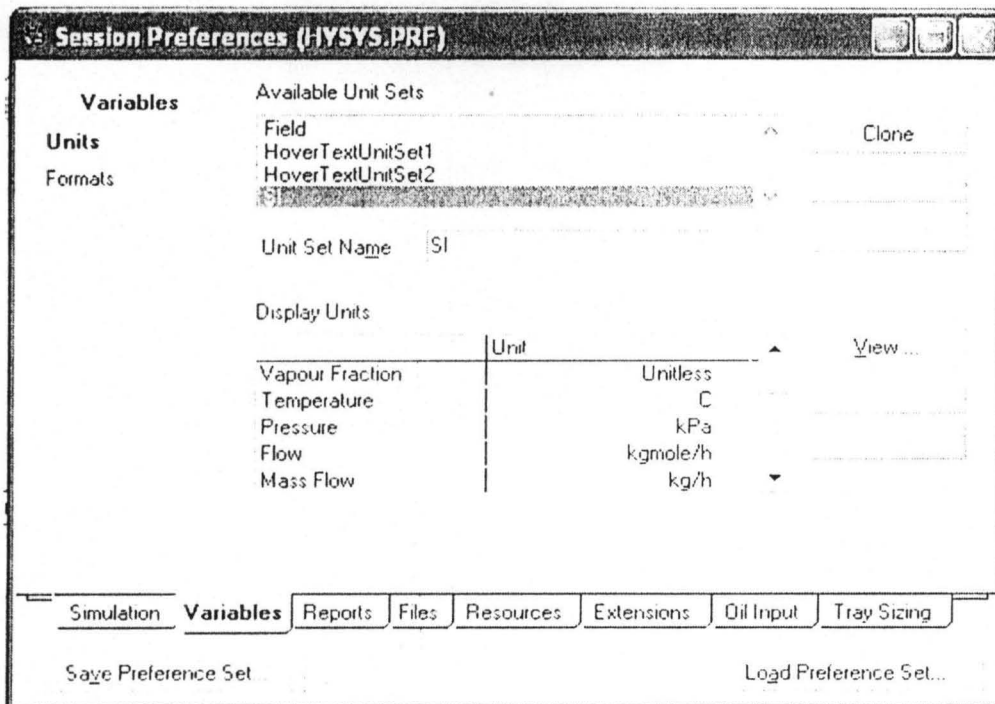 Session Preferences (HYSYS.PRF)
Variables
Units
Formats
Available Unit Sets
Field
HoverTextUnitSet1
HoverTextUnitSet2
SI
Clone
Unit Set Name SI
Display Units
Unit
Vapour Fraction Unitless
Temperature C
Pressure kPa
Flow kgmole/h
Mass Flow kg/h
View ...
Simulation Variables Reports Files Resources Extensions Oil Input Tray Sizing
Save Preference Set...
Load Preference Set...